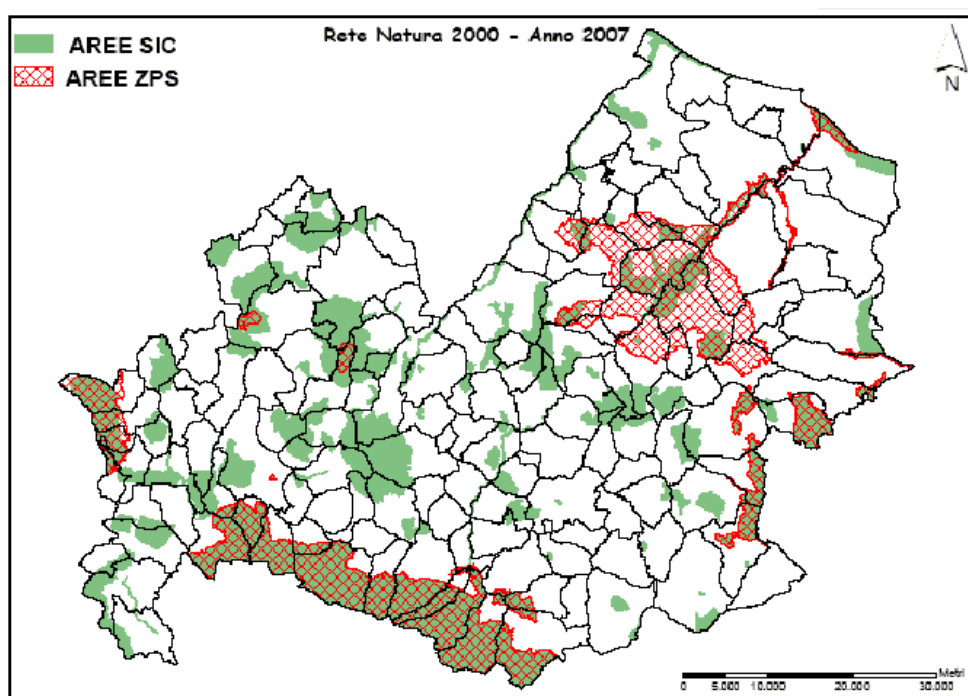 Rete Natura 2000 - Anno 2007
AREE SIC
AREE ZPS
N
Metri
0 5.000 10.000 20.000 30.000